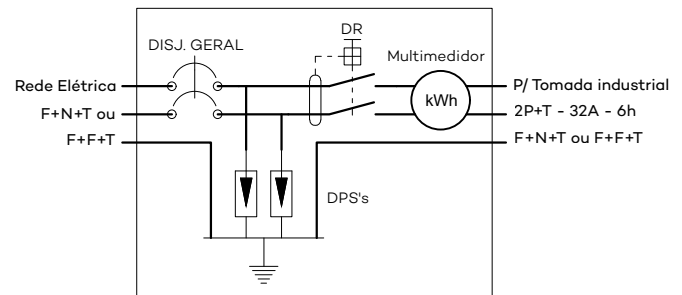 DISJ. GERAL
DR
Multimedidor
Rede Elétrica
F+N+T ou
F+F+T
kWh
P/ Tomada industrial
2P+T - 32A - 6h
F+N+T ou F+F+T
DPS's